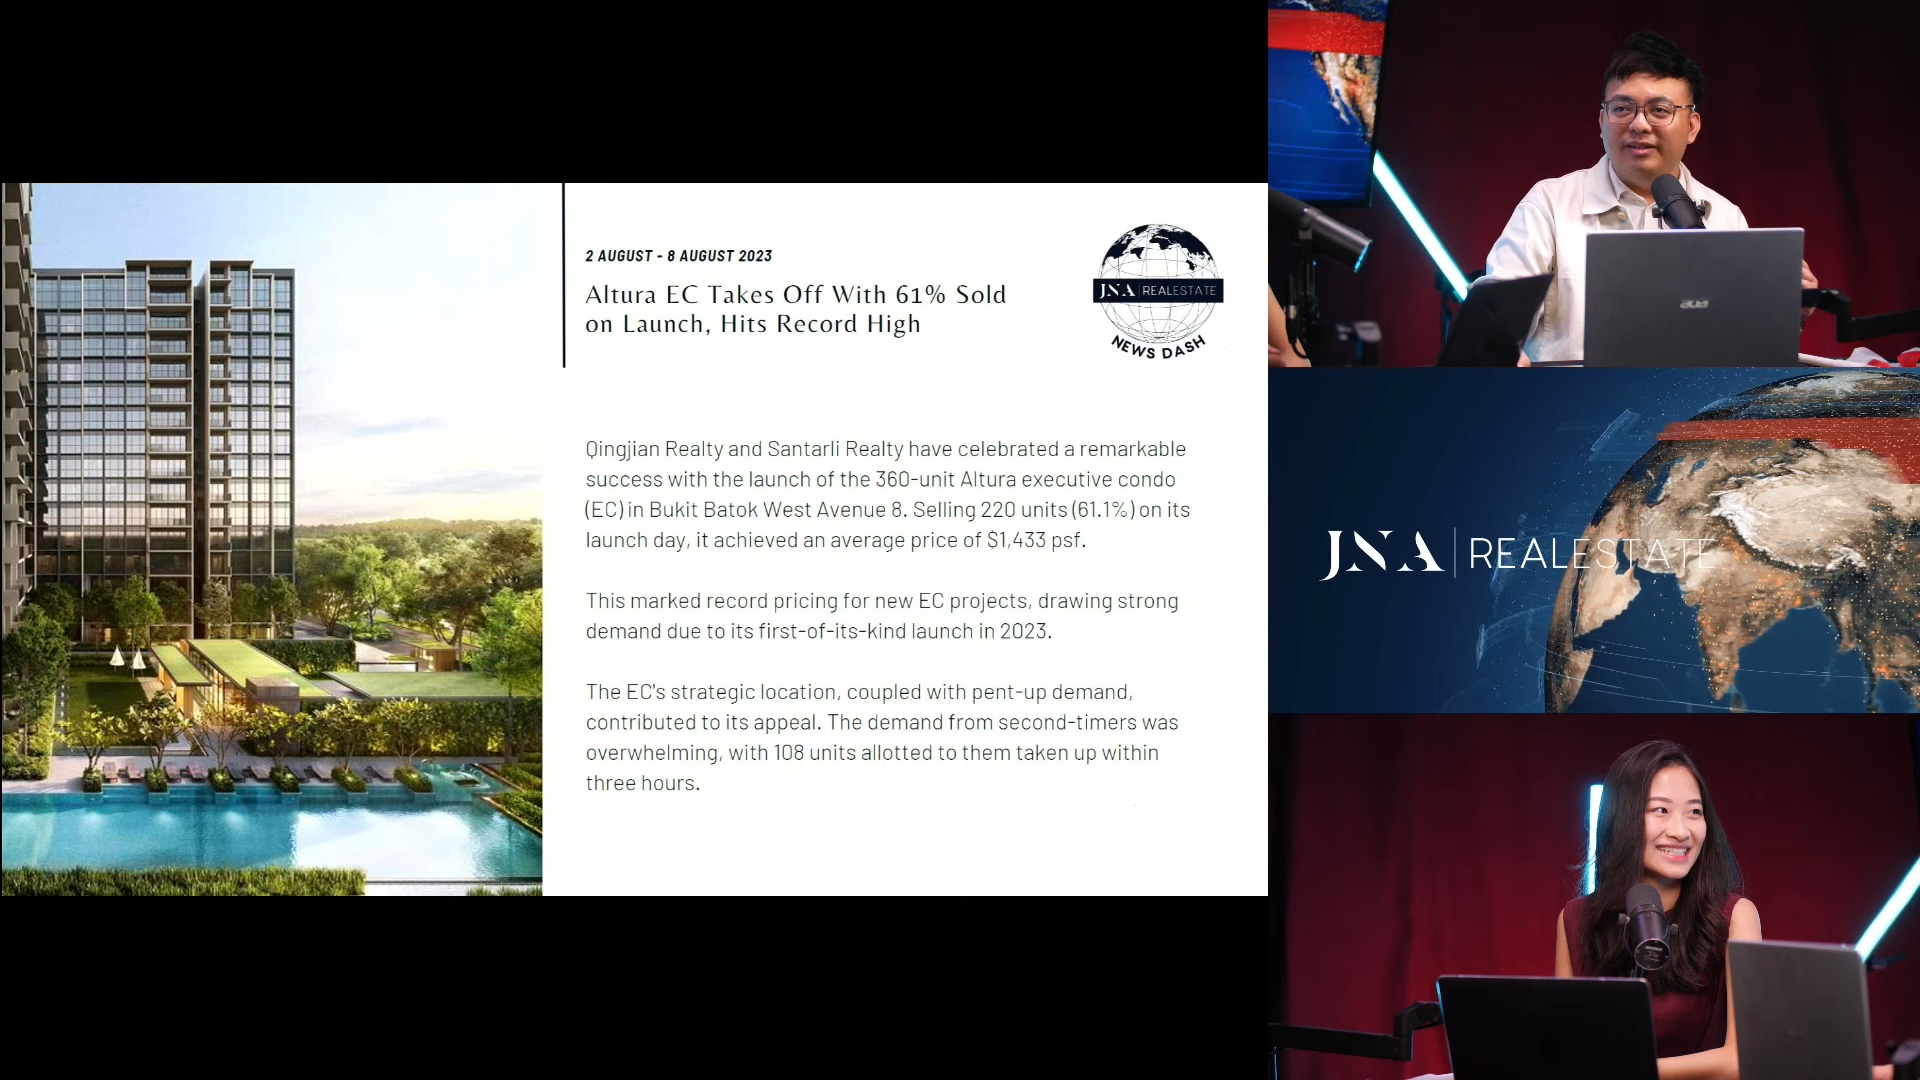 2 AUGUST - 8 AUGUST 2023
Altura EC Takes Off With 61% Sold
on Launch, Hits Record High
JNA | REALESTATE
NEWS DASH
Qingjian Realty and Santarli Realty have celebrated a remarkable
success with the launch of the 360-unit Altura executive condo
(EC) in Bukit Batok West Avenue 8. Selling 220 units (61.1%) on its
launch day, it achieved an average price of $1,433 psf.
This marked record pricing for new EC projects, drawing strong
demand due to its first-of-its-kind launch in 2023.
The EC's strategic location, coupled with pent-up demand,
contributed to its appeal. The demand from second-timers was
overwhelming, with 108 units allotted to them taken up within
three hours.
acer
JNA | REALESTATE